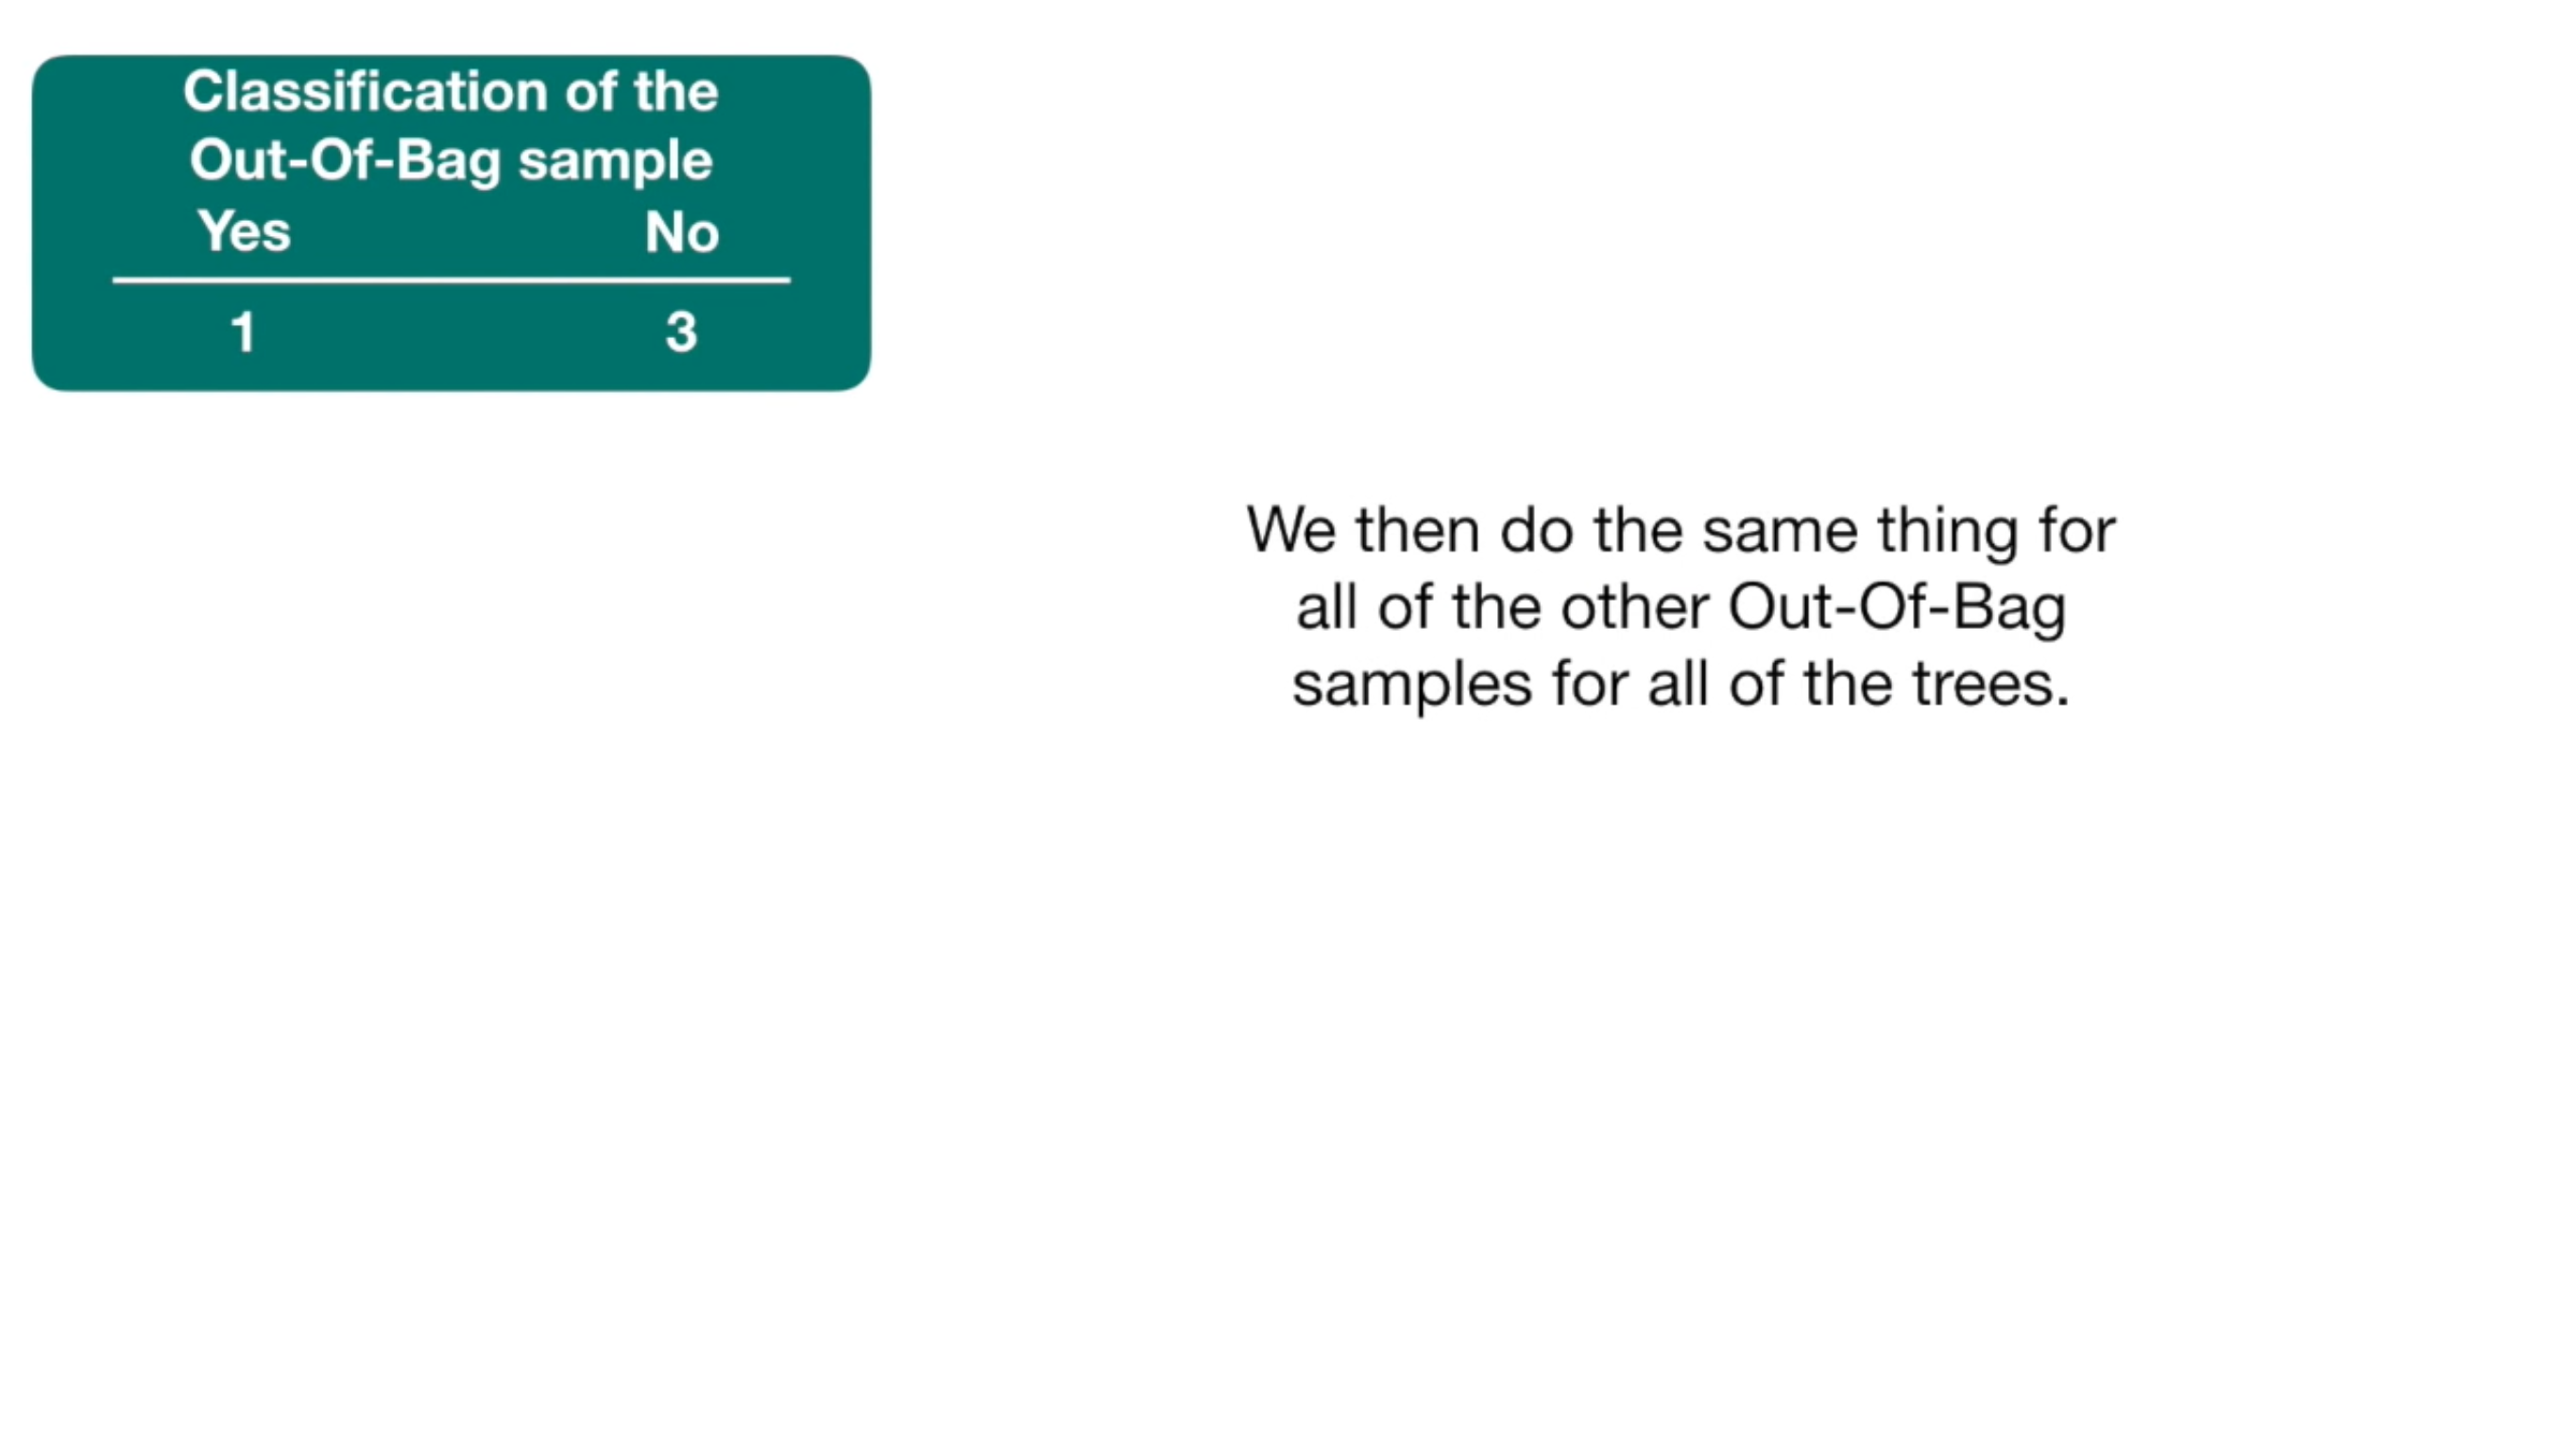 Classification of the
Out-Of-Bag sample
Yes No
1 3
We then do the same thing for
all of the other Out-Of-Bag
samples for all of the trees.